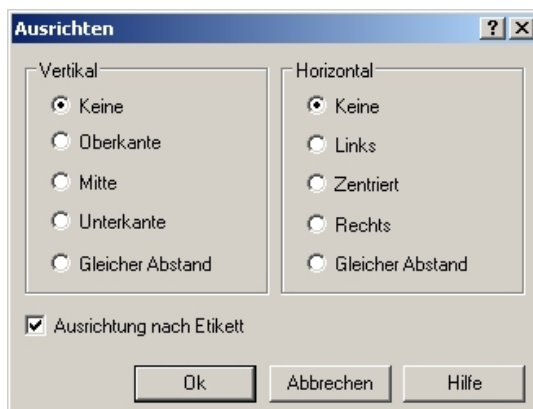 Ausrichten
Vertikal
Keine
Oberkante
Mitte
Unterkante
Gleicher Abstand
Horizontal
Keine
Links
Zentriert
Rechts
Gleicher Abstand
Ausrichtung nach Etikett
Ok Abbrechen Hilfe